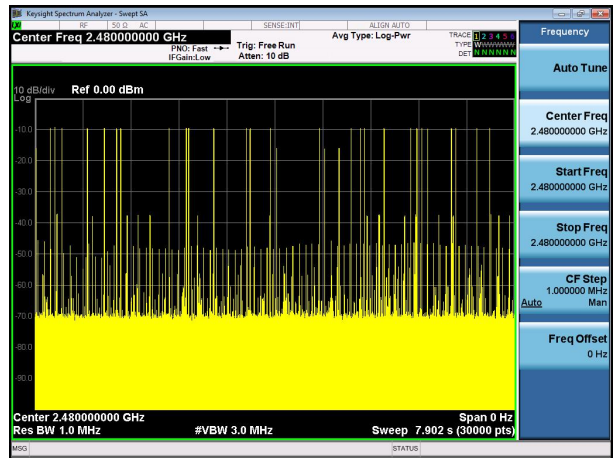 Keysight Spectrum Analyzer - Swept SA
LXI RF 50 Ω AC SENSE:INT ALIGN AUTO
Center Freq 2.480000000 GHz
PNO: Fast
IFGain:Low
Trig: Free Run
Atten: 10 dB
Avg Type: Log-Pwr
TRACE 1 2 3 4 5 6
TYPE WWWWWW
DET N N N N N N
10 dB/div Ref 0.00 dBm
Log
-10.0
-20.0
-30.0
-40.0
-50.0
-60.0
-70.0
-80.0
-90.0
Center 2.480000000 GHz Span 0 Hz
Res BW 1.0 MHz #VBW 3.0 MHz Sweep 7.902 s (30000 pts)
MSG STATUS
Frequency
Auto Tune
Center Freq
2.480000000 GHz
Start Freq
2.480000000 GHz
Stop Freq
2.480000000 GHz
CF Step
1.000000 MHz
Auto Man
Freq Offset
0 Hz